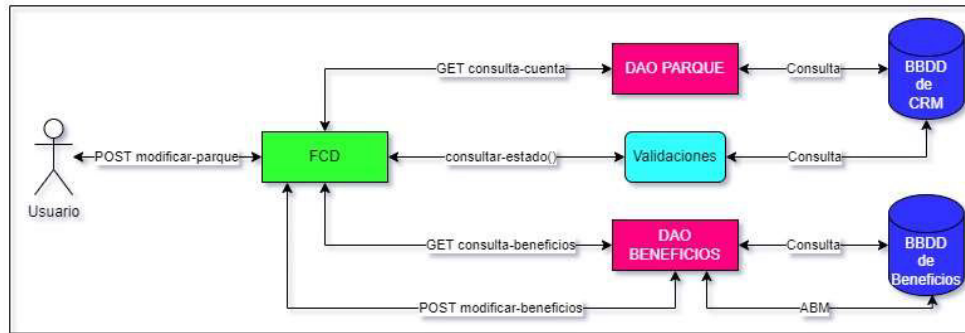 GET consulta-cuenta
DAO PARQUE
Consulta
BBDD
de
CRM
Usuario
POST modificar-parque
FCD
consultar-estado()
Validaciones
Consulta
GET consulta-beneficios
DAO
BENEFICIOS
Consulta
BBDD
de
Beneficios
POST modificar-beneficios
ABM